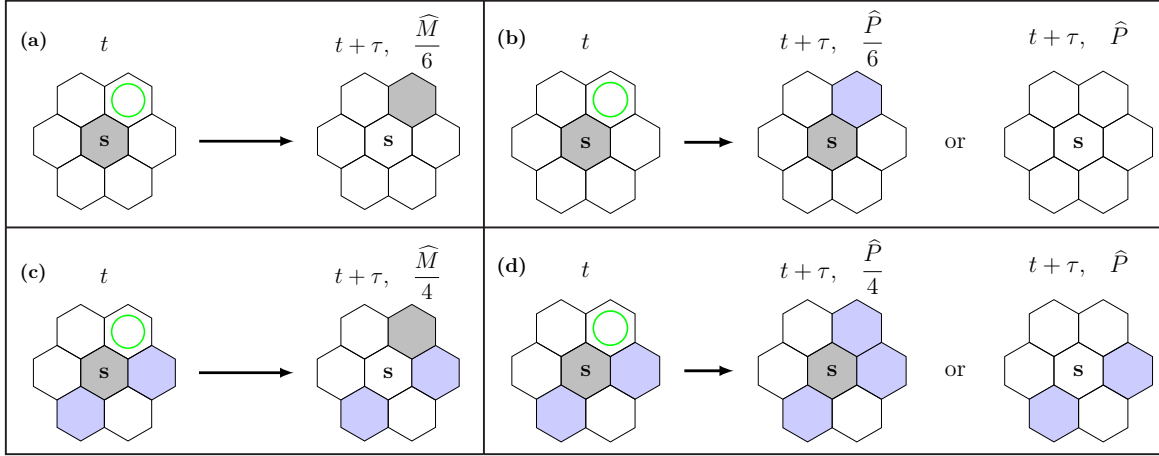 (a) t t + τ, M̂/6
s s
(b) t t + τ, P̂/6 t + τ, P̂
s s or s
(c) t t + τ, M̂/4
s s
(d) t t + τ, P̂/4 t + τ, P̂
s s or s